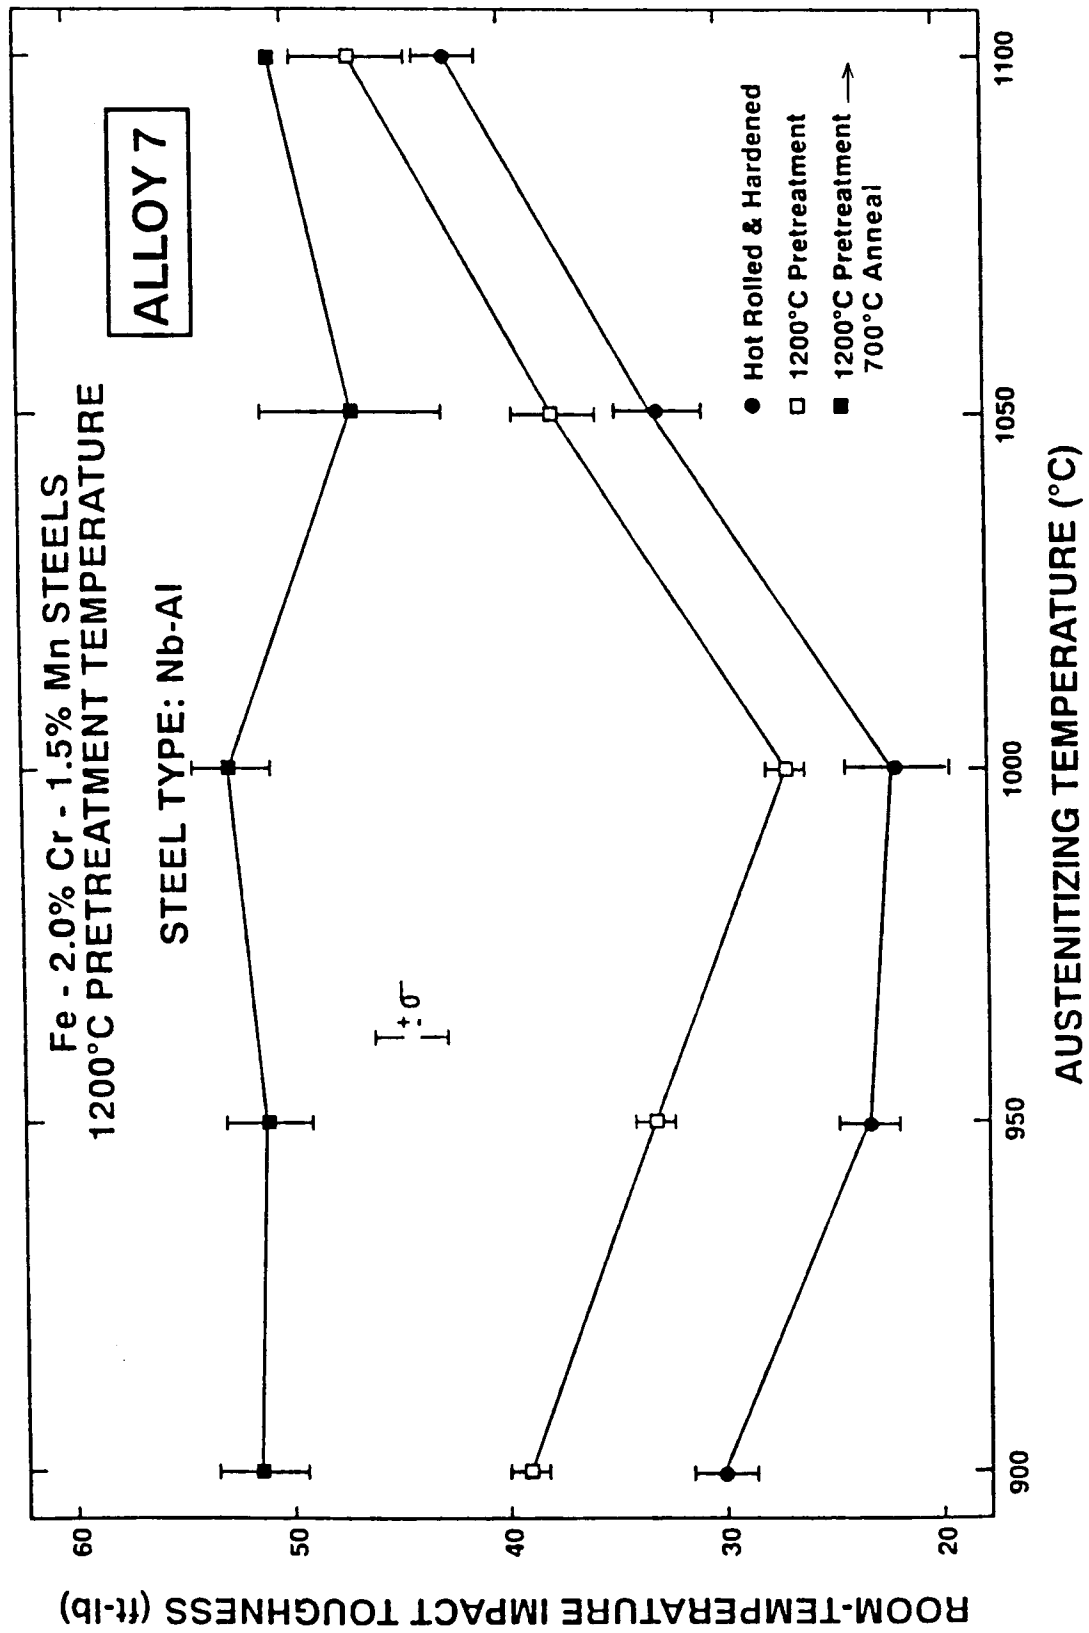 Fe - 2.0% Cr - 1.5% Mn STEELS
1200°C PRETREATMENT TEMPERATURE
STEEL TYPE: Nb-Al
ALLOY 7
± σ
Hot Rolled & Hardened
1200°C Pretreatment
1200°C Pretreatment →
700°C Anneal
ROOM-TEMPERATURE IMPACT TOUGHNESS (ft-lb)
60
50
40
30
20
900
950
1000
1050
1100
AUSTENITIZING TEMPERATURE (°C)